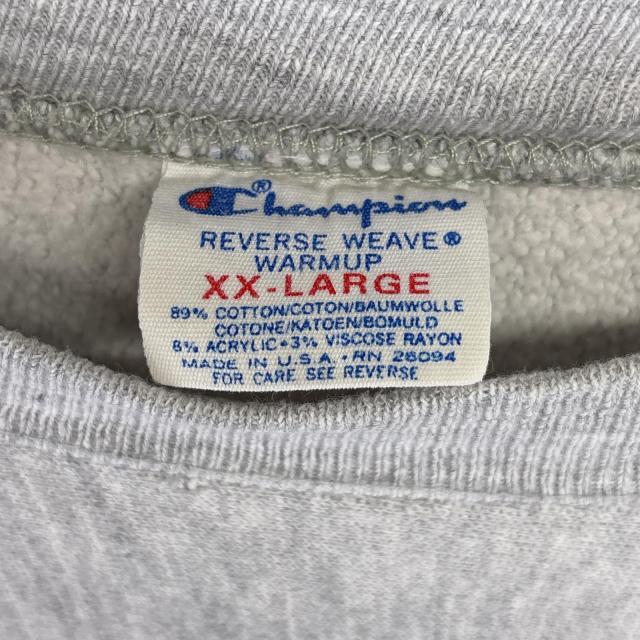 ®
Champion
REVERSE WEAVE®
WARMUP
XX-LARGE
89% COTTON/COTON/BAUMWOLLE
COTONE/KATOEN/BOMULD
8% ACRYLIC•3% VISCOSE RAYON
MADE IN U.S.A.•RN 26094
FOR CARE SEE REVERSE